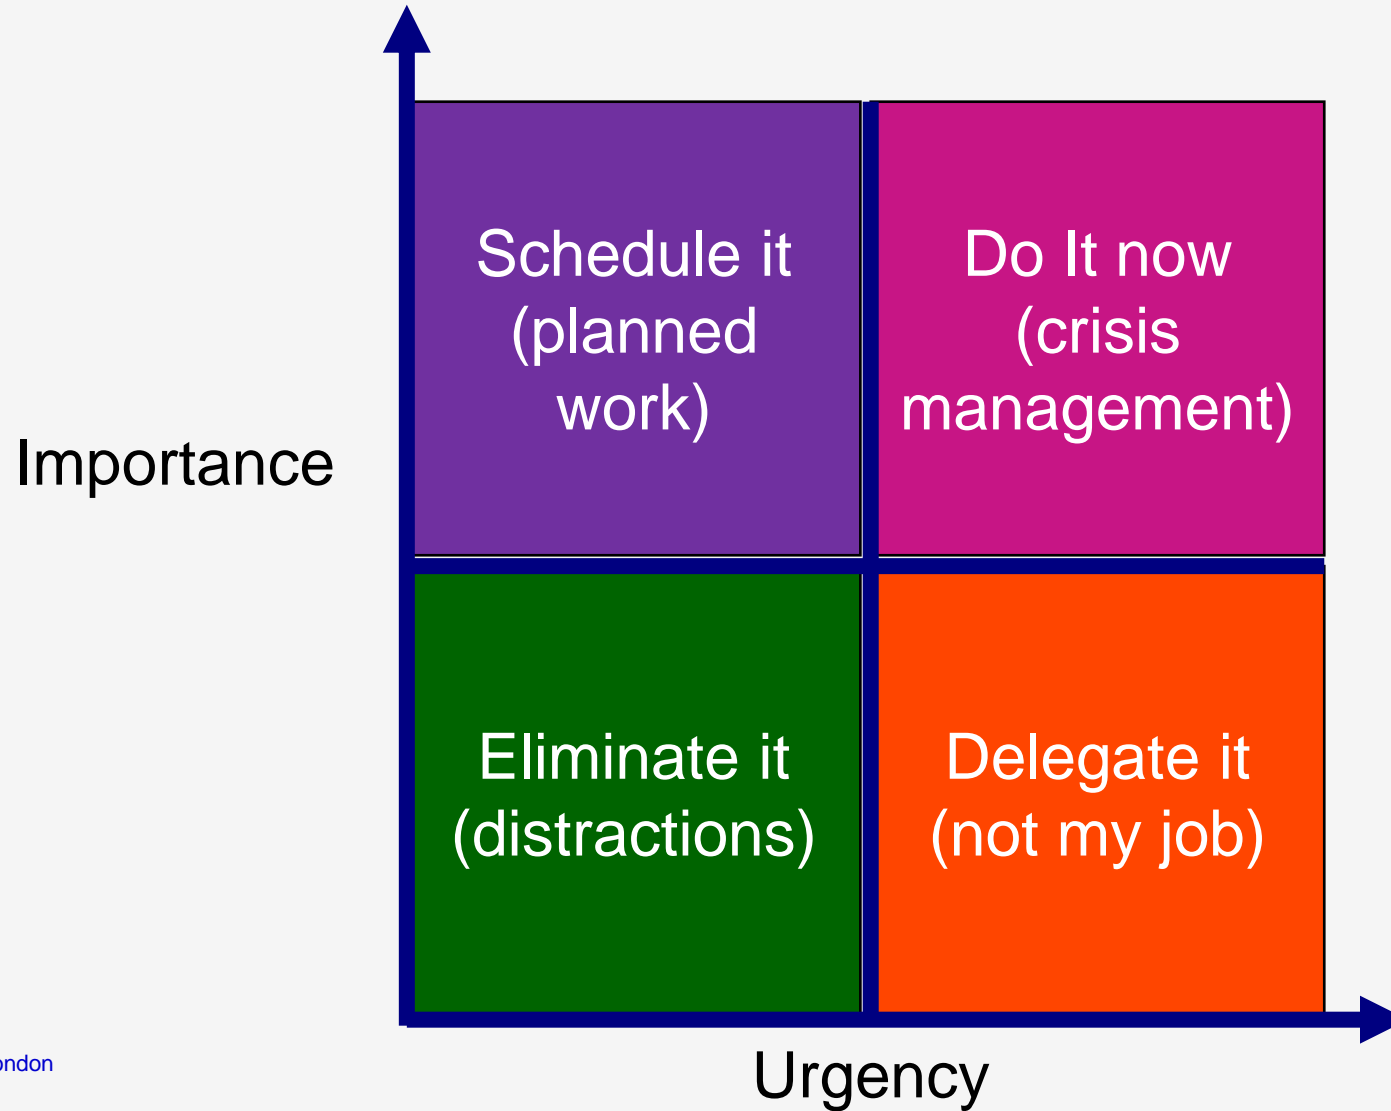 Schedule it
(planned
work)
Do It now
(crisis
management)
Importance
Eliminate it
(distractions)
Delegate it
(not my job)
Urgency